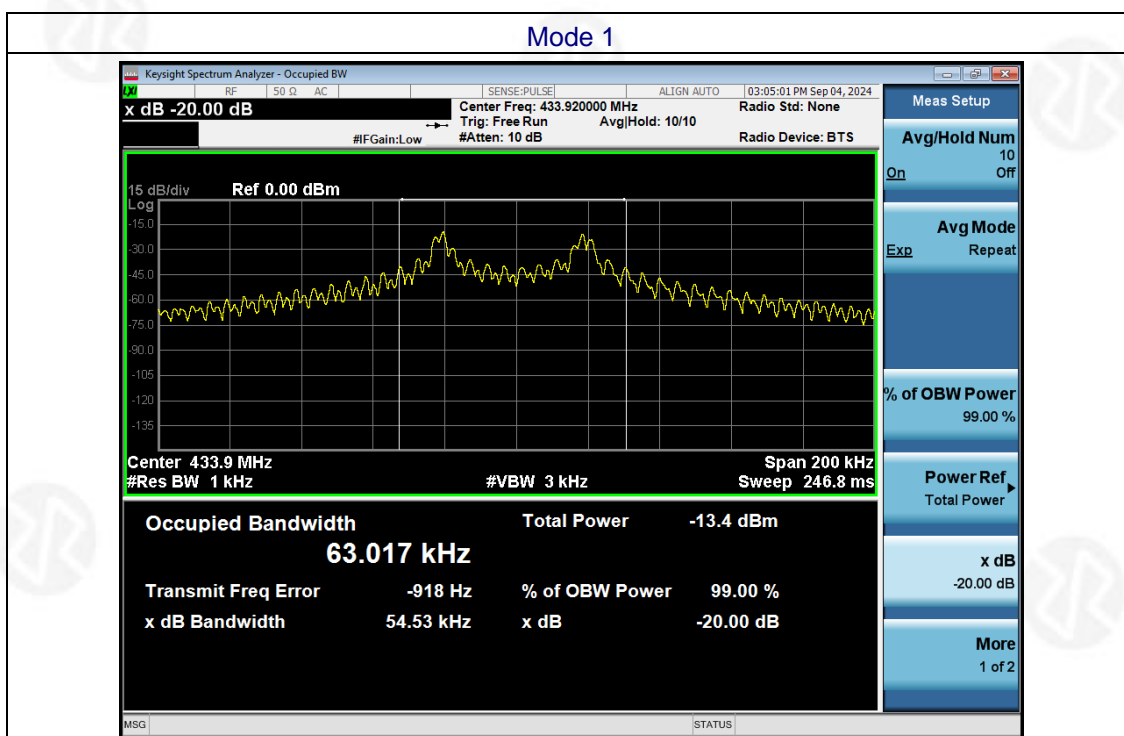 Mode 1
Keysight Spectrum Analyzer - Occupied BW
LXI RF 50 Ω AC SENSE:PULSE ALIGN AUTO 03:05:01 PM Sep 04, 2024
x dB -20.00 dB Center Freq: 433.920000 MHz Radio Std: None
Trig: Free Run Avg|Hold: 10/10
#IFGain:Low #Atten: 10 dB Radio Device: BTS
15 dB/div Ref 0.00 dBm
Log
-15.0
-30.0
-45.0
-60.0
-75.0
-90.0
-105
-120
-135
Center 433.9 MHz Span 200 kHz
#Res BW 1 kHz #VBW 3 kHz Sweep 246.8 ms
Occupied Bandwidth Total Power -13.4 dBm
63.017 kHz
Transmit Freq Error -918 Hz % of OBW Power 99.00 %
x dB Bandwidth 54.53 kHz x dB -20.00 dB
Meas Setup
Avg/Hold Num
10
On Off
Avg Mode
Exp Repeat
% of OBW Power
99.00 %
Power Ref
Total Power
x dB
-20.00 dB
More
1 of 2
MSG STATUS